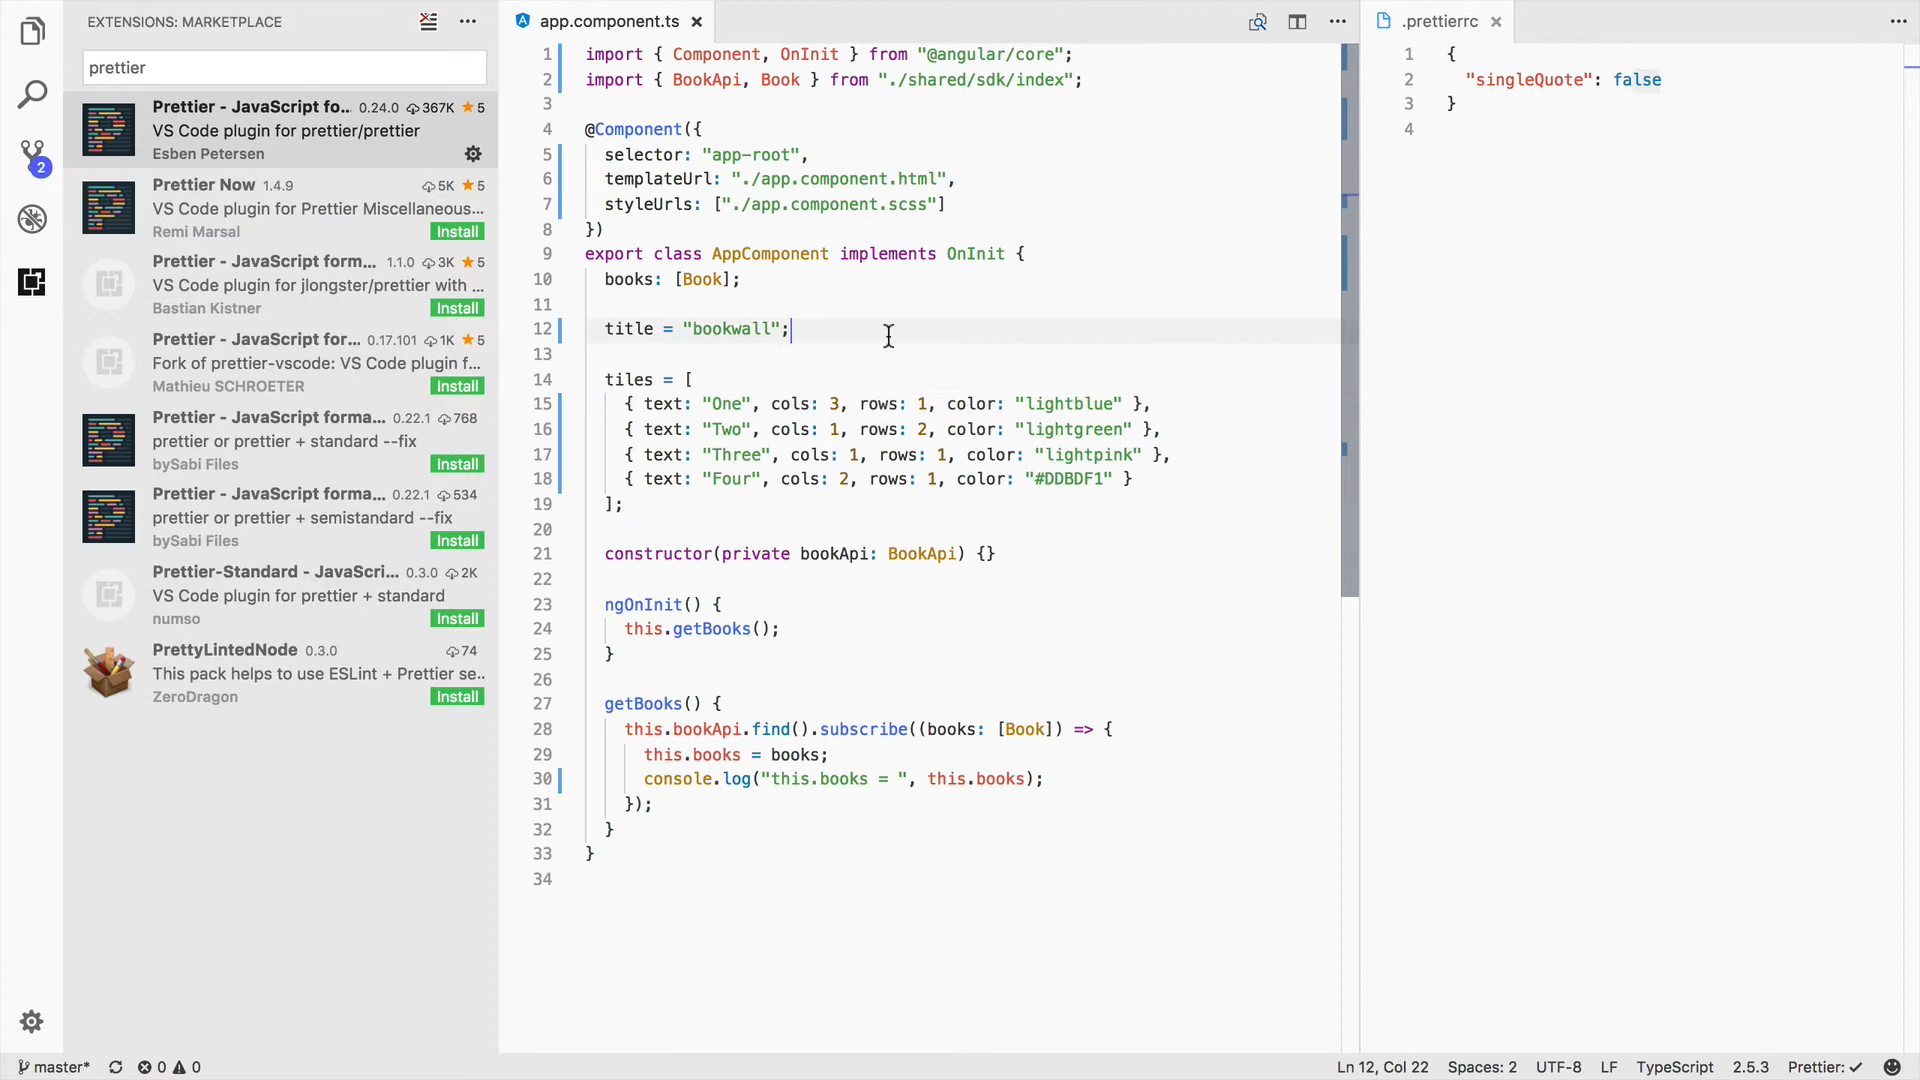 EXTENSIONS: MARKETPLACE
prettier
Prettier - JavaScript fo... 0.24.0 367K ★ 5
VS Code plugin for prettier/prettier
Esben Petersen
Prettier Now 1.4.9 5K ★ 5
VS Code plugin for Prettier Miscellaneous...
Remi Marsal Install
Prettier - JavaScript form... 1.1.0 3K ★ 5
VS Code plugin for jlongster/prettier with ...
Bastian Kistner Install
Prettier - JavaScript for... 0.17.101 1K ★ 5
Fork of prettier-vscode: VS Code plugin f...
Mathieu SCHROETER Install
Prettier - JavaScript forma... 0.22.1 768
prettier or prettier + standard --fix
bySabi Files Install
Prettier - JavaScript forma... 0.22.1 534
prettier or prettier + semistandard --fix
bySabi Files Install
Prettier-Standard - JavaScri... 0.3.0 2K
VS Code plugin for prettier + standard
numso Install
PrettyLintedNode 0.3.0 74
This pack helps to use ESLint + Prettier se..
ZeroDragon Install
2
app.component.ts ×
1 import { Component, OnInit } from "@angular/core";
2 import { BookApi, Book } from "./shared/sdk/index";
3
4 @Component({
5 selector: "app-root",
6 templateUrl: "./app.component.html",
7 styleUrls: ["./app.component.scss"]
8 })
9 export class AppComponent implements OnInit {
10 books: [Book];
11
12 title = "bookwall";
13
14 tiles = [
15 { text: "One", cols: 3, rows: 1, color: "lightblue" },
16 { text: "Two", cols: 1, rows: 2, color: "lightgreen" },
17 { text: "Three", cols: 1, rows: 1, color: "lightpink" },
18 { text: "Four", cols: 2, rows: 1, color: "#DDBDF1" }
19 ];
20
21 constructor(private bookApi: BookApi) {}
22
23 ngOnInit() {
24 this.getBooks();
25 }
26
27 getBooks() {
28 this.bookApi.find().subscribe((books: [Book]) => {
29 this.books = books;
30 console.log("this.books = ", this.books);
31 });
32 }
33 }
34
.prettierrc ×
1 {
2 "singleQuote": false
3 }
4
master* 0 0 Ln 12, Col 22 Spaces: 2 UTF-8 LF TypeScript 2.5.3 Prettier: ✓